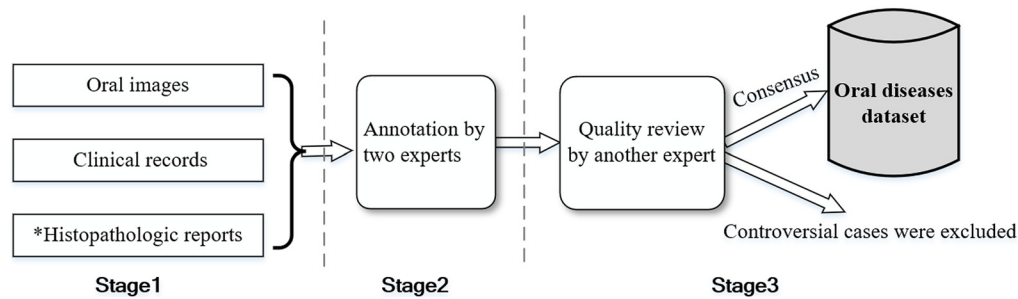 Oral images
Clinical records
*Histopathologic reports
Stage1
Annotation by
two experts
Stage2
Quality review
by another expert
Stage3
Consensus
Oral diseases
dataset
Controversial cases were excluded